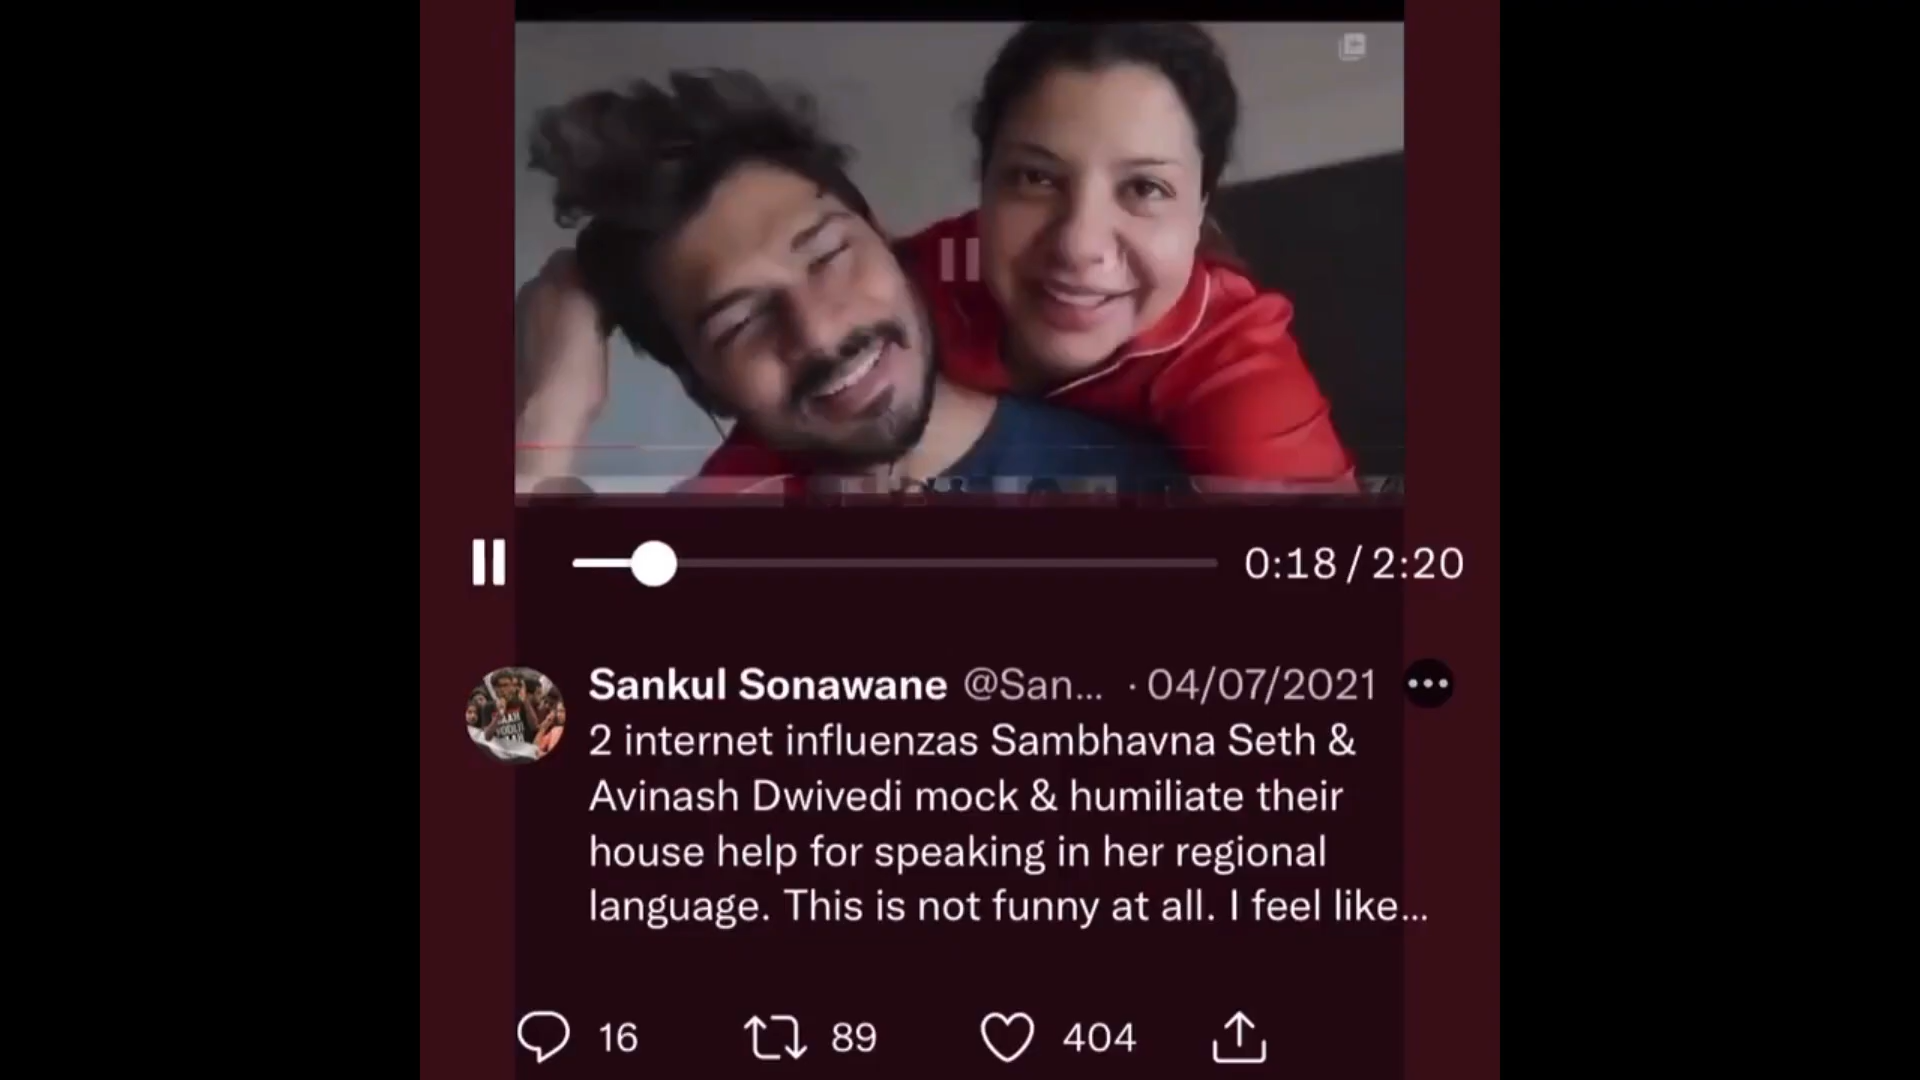 0:18 / 2:20
Sankul Sonawane @San... · 04/07/2021
2 internet influenzas Sambhavna Seth &
Avinash Dwivedi mock & humiliate their
house help for speaking in her regional
language. This is not funny at all. I feel like...
16 89 404